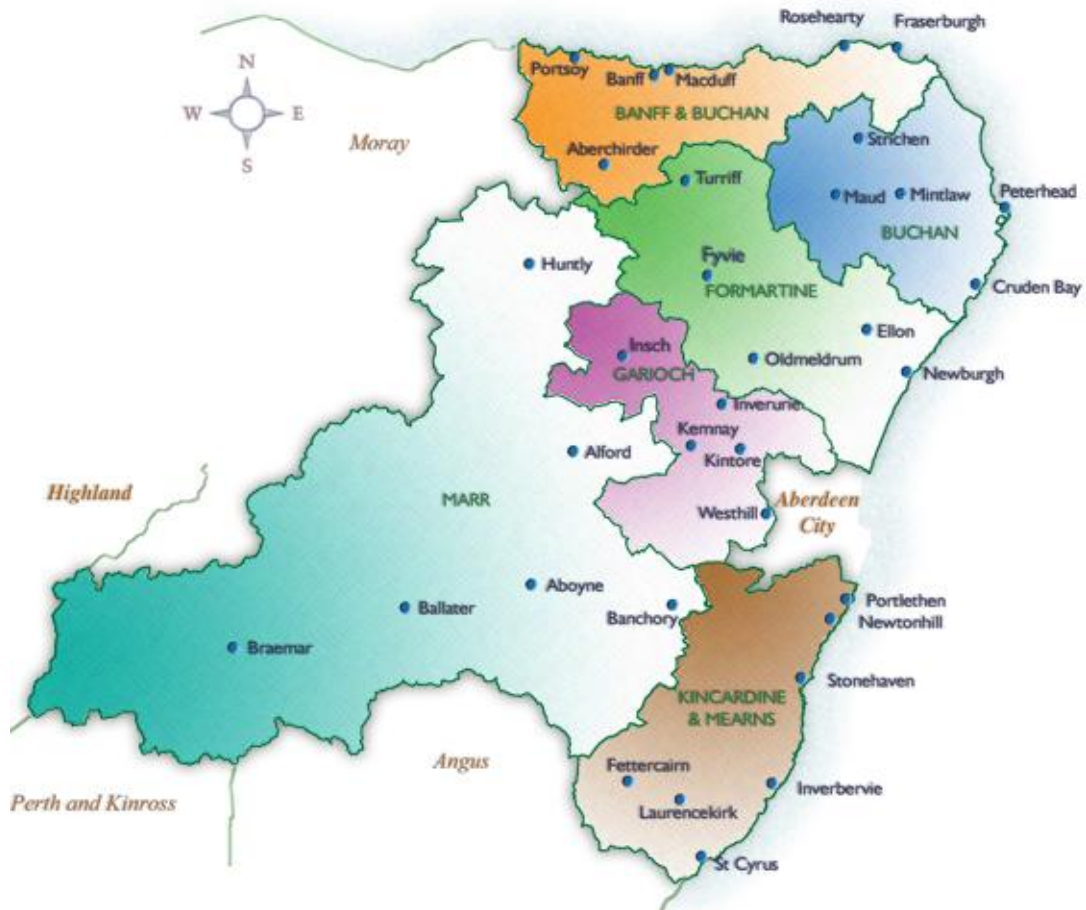 Rosehearty
Fraserburgh
Portsoy
Banff
Macduff
BANFF & BUCHAN
N
W
E
S
Moray
Aberchirder
Strichen
Turriff
Maud
Mintlaw
Peterhead
BUCHAN
Huntly
Fyvie
FORMARTINE
Cruden Bay
Ellon
Insch
GARIOCH
Oldmeldrum
Newburgh
Inverurie
Kemnay
Alford
Kintore
Highland
MARR
Westhill
Aberdeen
City
Aboyne
Ballater
Banchory
Portlethen
Newtonhill
Braemar
Stonehaven
KINCARDINE
& MEARNS
Angus
Fettercairn
Perth and Kinross
Laurencekirk
Inverbervie
St Cyrus